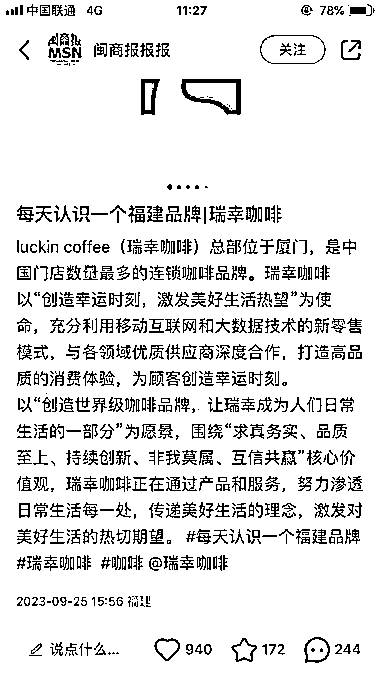 中国联通 4G 11:27 78%
闽商报 MSN 闽商报报报 关注
每天认识一个福建品牌|瑞幸咖啡
luckin coffee（瑞幸咖啡）总部位于厦门，是中
国门店数量最多的连锁咖啡品牌。瑞幸咖啡
以“创造幸运时刻，激发美好生活热望”为使
命，充分利用移动互联网和大数据技术的新零售
模式，与各领域优质供应商深度合作，打造高品
质的消费体验，为顾客创造幸运时刻。
以“创造世界级咖啡品牌，让瑞幸成为人们日常
生活的一部分”为愿景，围绕“求真务实、品质
至上、持续创新、非我莫属、互信共赢”核心价
值观，瑞幸咖啡正在通过产品和服务，努力渗透
日常生活每一处，传递美好生活的理念，激发对
美好生活的热切期望。 #每天认识一个福建品牌
#瑞幸咖啡 #咖啡 @瑞幸咖啡
2023-09-25 15:56 福建
说点什么... 940 172 244